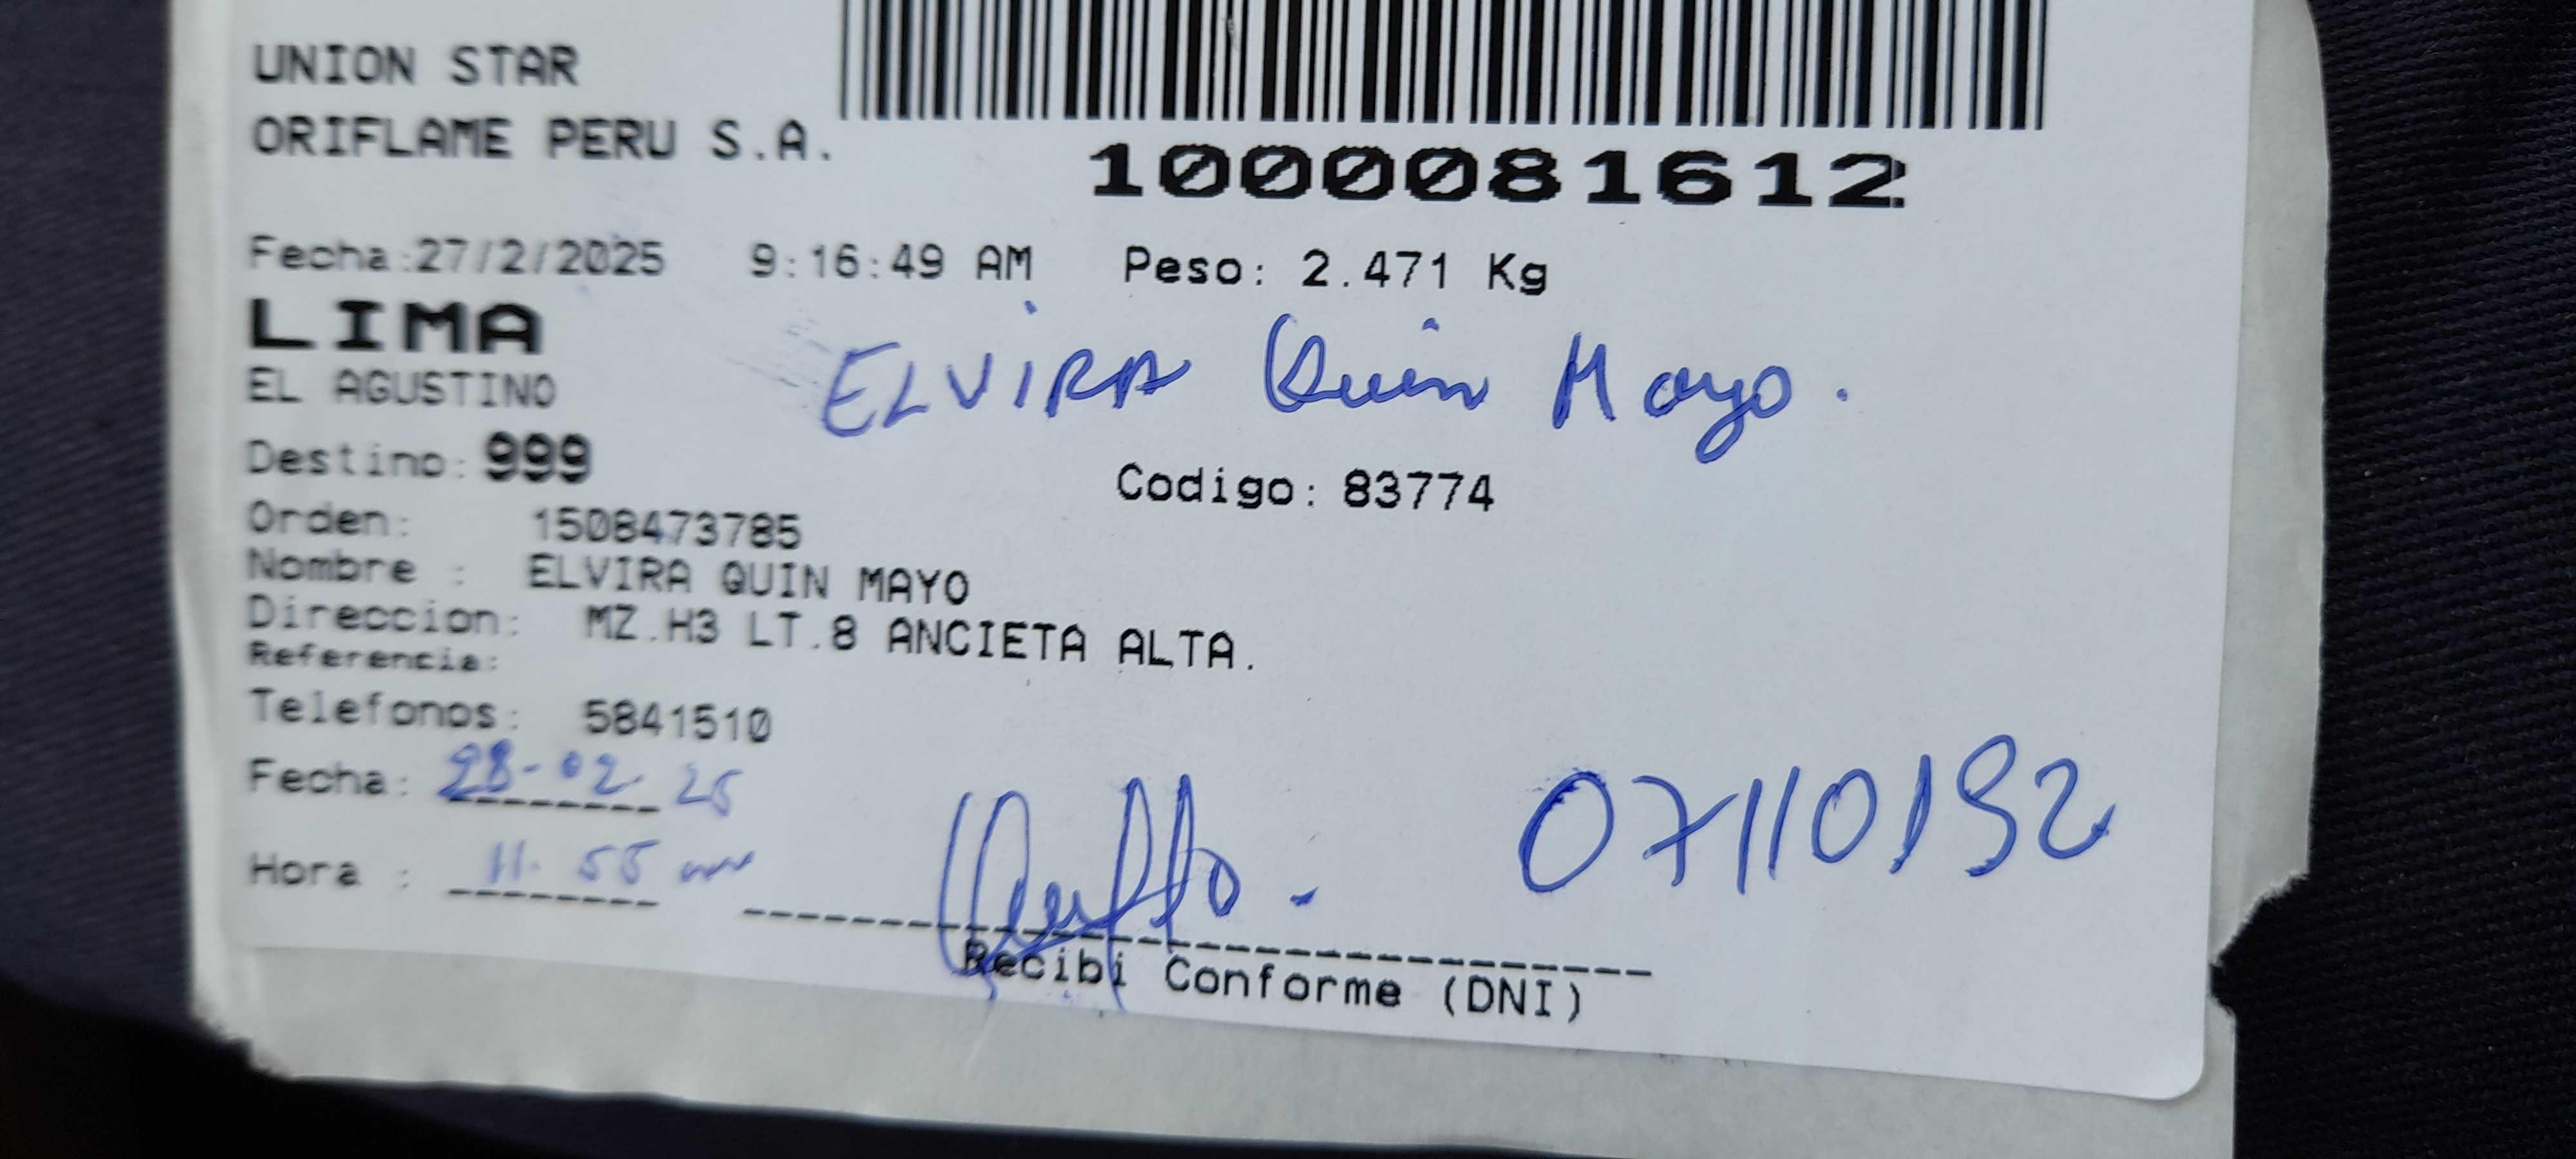 UNION STAR
ORIFLAME PERU S.A.
1000081612
Fecha:27/2/2025 9:16:49 AM Peso: 2.471 Kg
LIMA
EL AGUSTINO
ELVIRA Quin Mayo.
Destino: 999
Codigo: 83774
Orden: 1508473785
Nombre : ELVIRA QUIN MAYO
Direccion: MZ.H3 LT.8 ANCIETA ALTA.
Referencia:
Telefonos: 5841510
Fecha: 28-02-25
07110192
Hora : 11.55 am
Recibi Conforme (DNI)